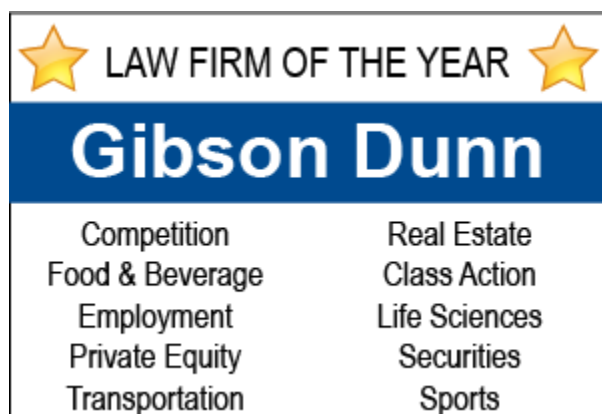 LAW FIRM OF THE YEAR
Gibson Dunn
Competition Real Estate
Food & Beverage Class Action
Employment Life Sciences
Private Equity Securities
Transportation Sports